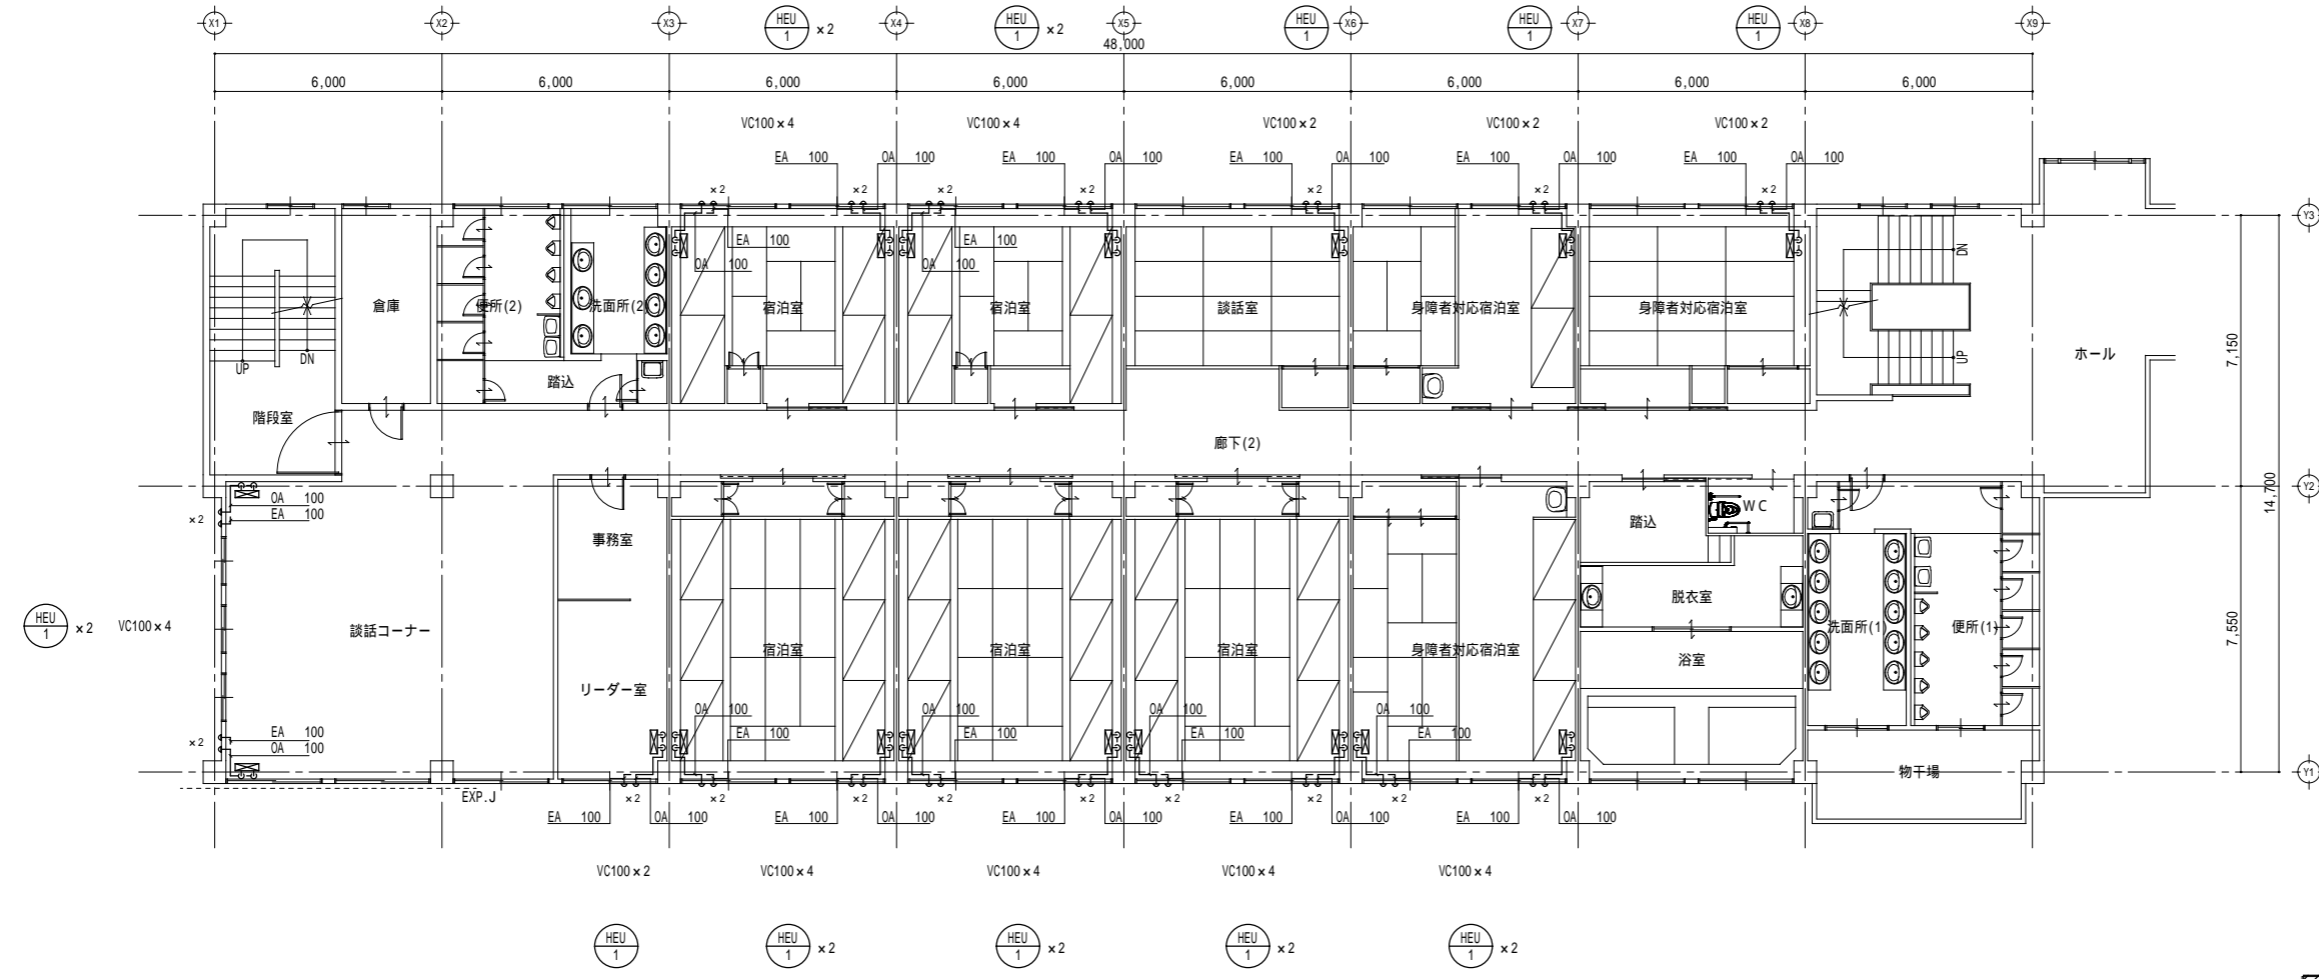 X1 X2 X3 HEU 1 ×2 X4 HEU 1 ×2 X5 HEU 1 X6 HEU 1 X7 HEU 1 X8 X9
48,000
6,000 6,000 6,000 6,000 6,000 6,000 6,000 6,000
VC100×4 VC100×4 VC100×2 VC100×2 VC100×2
EA 100 OA 100 EA 100 OA 100 EA 100 OA 100 EA 100 OA 100 EA 100 OA 100
×2 ×2 ×2 ×2 ×2 ×2 ×2
Y3
EA 100 EA 100
DN
OA 100 OA 100
倉庫 便所(2) 洗面所(2) 宿泊室 宿泊室 談話室 身障者対応宿泊室 身障者対応宿泊室
7,150
ホール
UP DN UP
踏込
階段室
廊下(2)
Y2
OA 100
14,700
EA 100
×2
WC
踏込
事務室
脱衣室
HEU 1 ×2 VC100×4
談話コーナー
洗面所(1) 便所(1)
7,550
宿泊室 宿泊室 宿泊室 身障者対応宿泊室
浴室
リーダー室
OA 100 OA 100 OA 100 OA 100
EA 100 EA 100 EA 100 EA 100 EA 100
×2
OA 100
物干場
Y1
EXP.J
×2 ×2 ×2 ×2 ×2 ×2 ×2 ×2 ×2
EA 100 OA 100 EA 100 OA 100 EA 100 OA 100 EA 100 OA 100 EA 100 OA 100
VC100×2 VC100×4 VC100×4 VC100×4 VC100×4
HEU 1 HEU 1 ×2 HEU 1 ×2 HEU 1 ×2 HEU 1 ×2